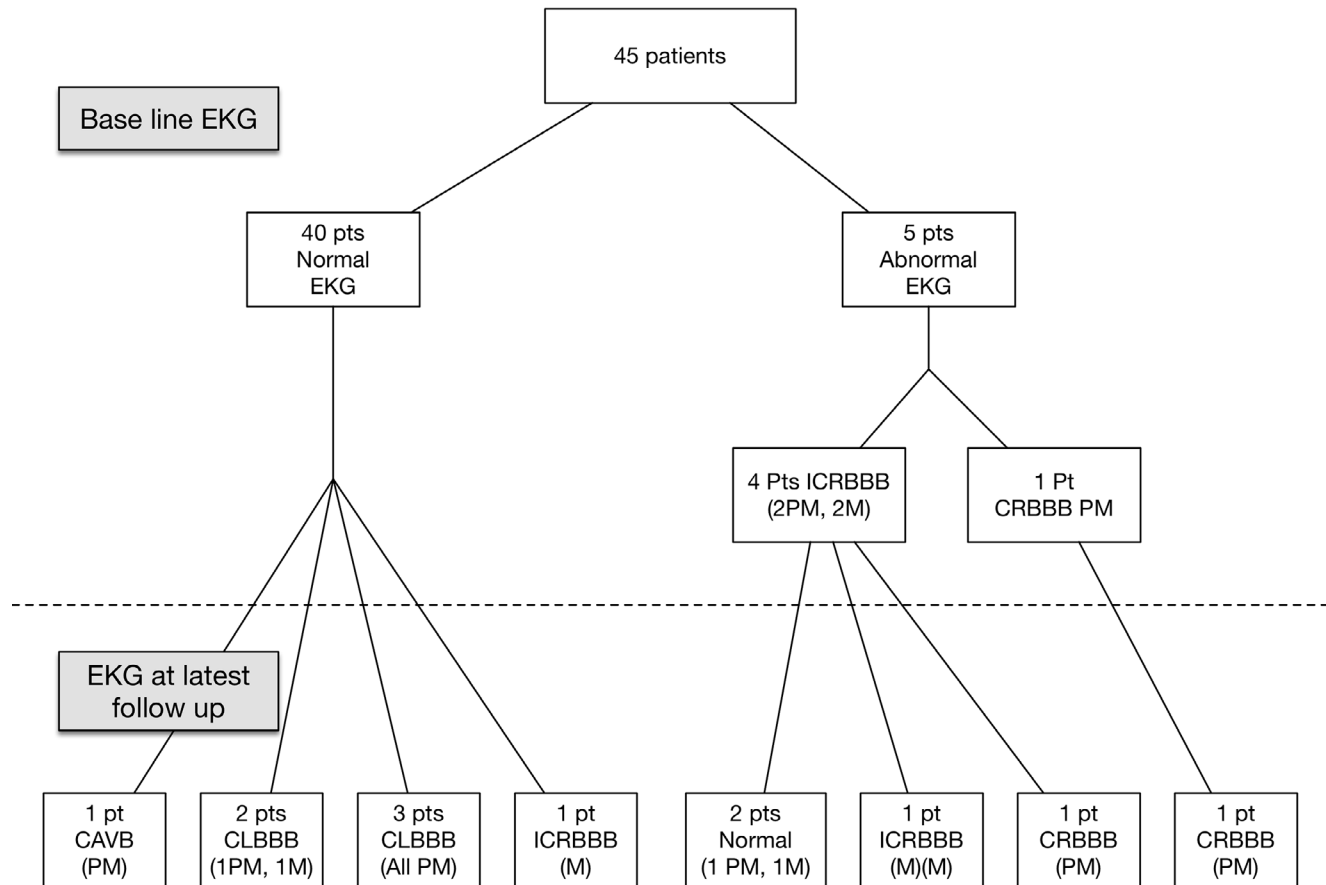 45 patients
Base line EKG
40 pts
Normal
EKG
5 pts
Abnormal
EKG
4 Pts ICRBBB
(2PM, 2M)
1 Pt
CRBBB PM
EKG at latest
follow up
1 pt
CAVB
(PM)
2 pts
CLBBB
(1PM, 1M)
3 pts
CLBBB
(All PM)
1 pt
ICRBBB
(M)
2 pts
Normal
(1 PM, 1M)
1 pt
ICRBBB
(M)(M)
1 pt
CRBBB
(PM)
1 pt
CRBBB
(PM)